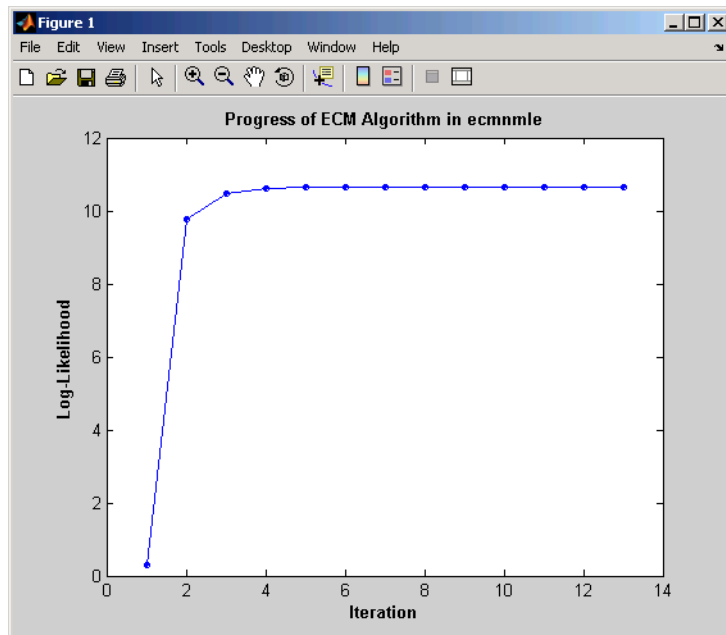 Figure 1
File Edit View Insert Tools Desktop Window Help
Progress of ECM Algorithm in ecmnmle
12
10
8
6
4
2
0
Log-Likelihood
0 2 4 6 8 10 12 14
Iteration